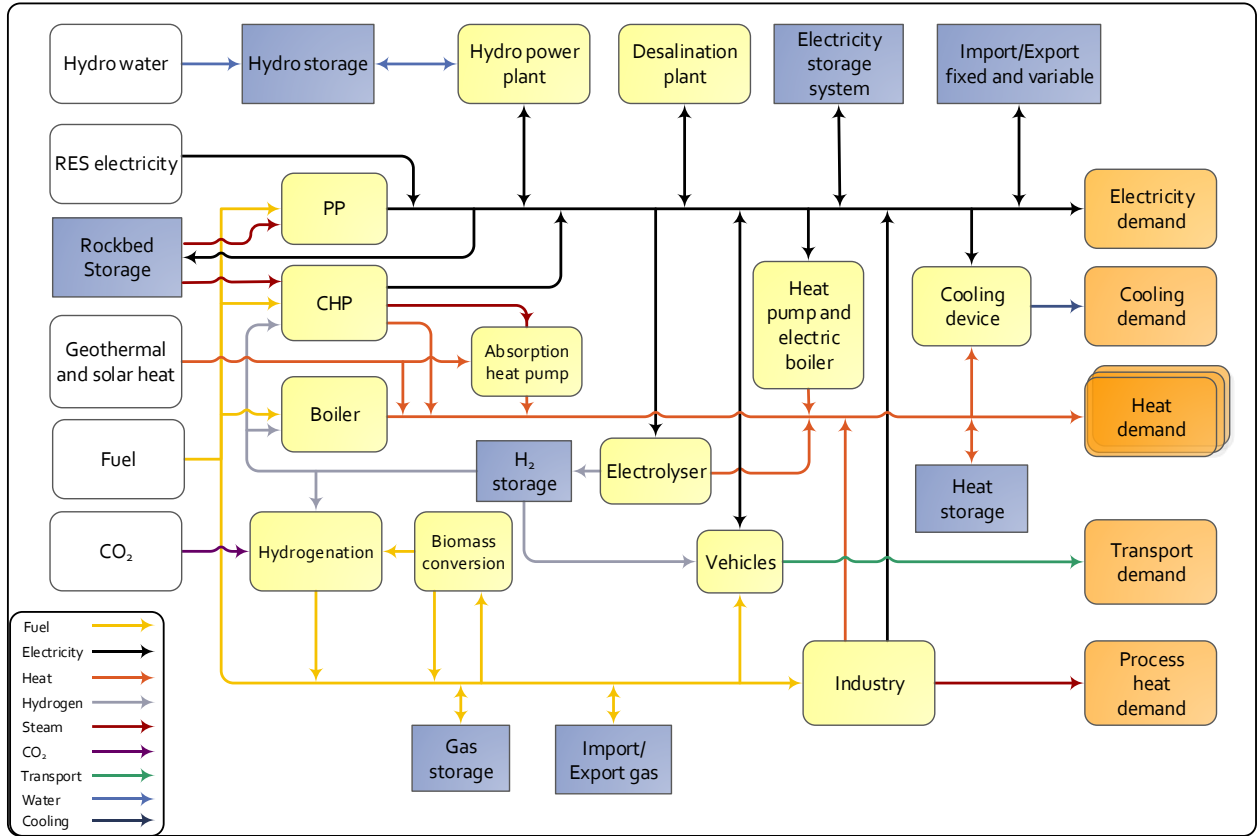 Hydro water
Hydro storage
Hydro power
plant
Desalination
plant
Electricity
storage
system
Import/Export
fixed and variable
RES electricity
PP
Electricity
demand
Rockbed
Storage
CHP
Heat
pump and
electric
boiler
Cooling
device
Cooling
demand
Geothermal
and solar heat
Absorption
heat pump
Boiler
Heat
demand
Fuel
H₂
storage
Electrolyser
Heat
storage
CO₂
Hydrogenation
Biomass
conversion
Vehicles
Transport
demand
Fuel
Electricity
Heat
Hydrogen
Steam
CO₂
Transport
Water
Cooling
Industry
Process
heat
demand
Gas
storage
Import/
Export gas